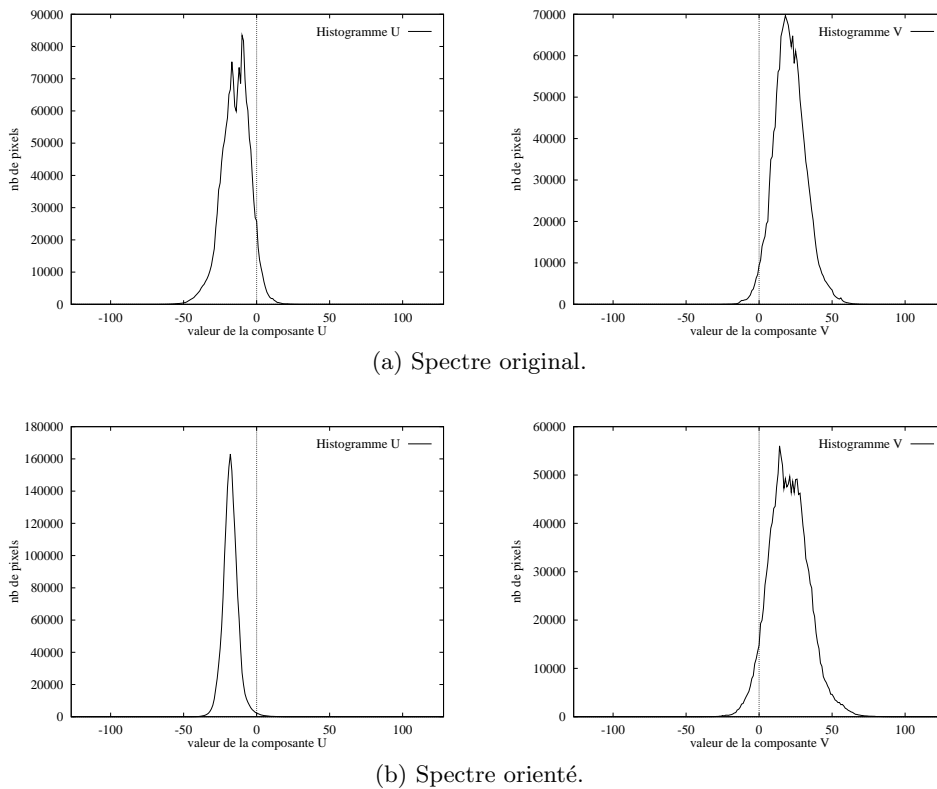 90000
80000
70000
60000
50000
40000
30000
20000
10000
0
nb de pixels
-100 -50 0 50 100
valeur de la composante U
Histogramme U
70000
60000
50000
40000
30000
20000
10000
0
nb de pixels
-100 -50 0 50 100
valeur de la composante V
Histogramme V
(a) Spectre original.
180000
160000
140000
120000
100000
80000
60000
40000
20000
0
nb de pixels
-100 -50 0 50 100
valeur de la composante U
Histogramme U
60000
50000
40000
30000
20000
10000
0
nb de pixels
-100 -50 0 50 100
valeur de la composante V
Histogramme V
(b) Spectre orienté.